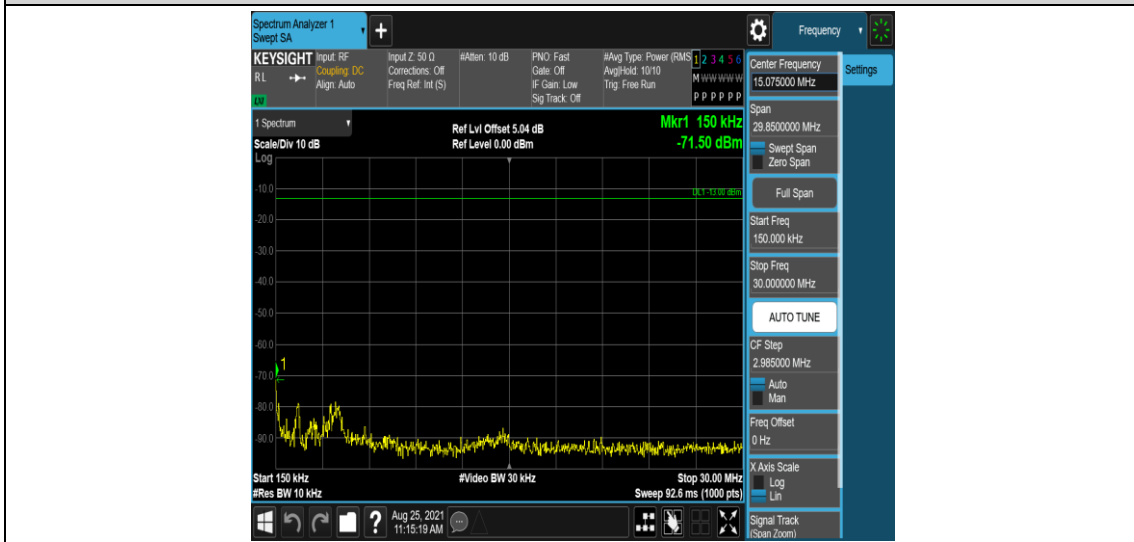 Spectrum Analyzer 1
Swept SA
+
Frequency
KEYSIGHT
RL
LXI
Input: RF
Coupling: DC
Align: Auto
Input Z: 50 Ω
Corrections: Off
Freq Ref: Int (S)
#Atten: 10 dB
PNO: Fast
Gate: Off
IF Gain: Low
Sig Track: Off
#Avg Type: Power (RMS
Avg|Hold: 10/10
Trig: Free Run
1 2 3 4 5 6
M W W W W W
P P P P P P
1 Spectrum
Scale/Div 10 dB
Log
Ref Lvl Offset 5.04 dB
Ref Level 0.00 dBm
Mkr1 150 kHz
-71.50 dBm
DL1 -13.00 dBm
-10.0
-20.0
-30.0
-40.0
-50.0
-60.0
-70.0
-80.0
-90.0
1
Start 150 kHz
#Res BW 10 kHz
#Video BW 30 kHz
Stop 30.00 MHz
Sweep 92.6 ms (1000 pts)
Center Frequency
15.075000 MHz
Settings
Span
29.8500000 MHz
Swept Span
Zero Span
Full Span
Start Freq
150.000 kHz
Stop Freq
30.000000 MHz
AUTO TUNE
CF Step
2.985000 MHz
Auto
Man
Freq Offset
0 Hz
X Axis Scale
Log
Lin
Signal Track
(Span Zoom)
?
Aug 25, 2021
11:15:19 AM